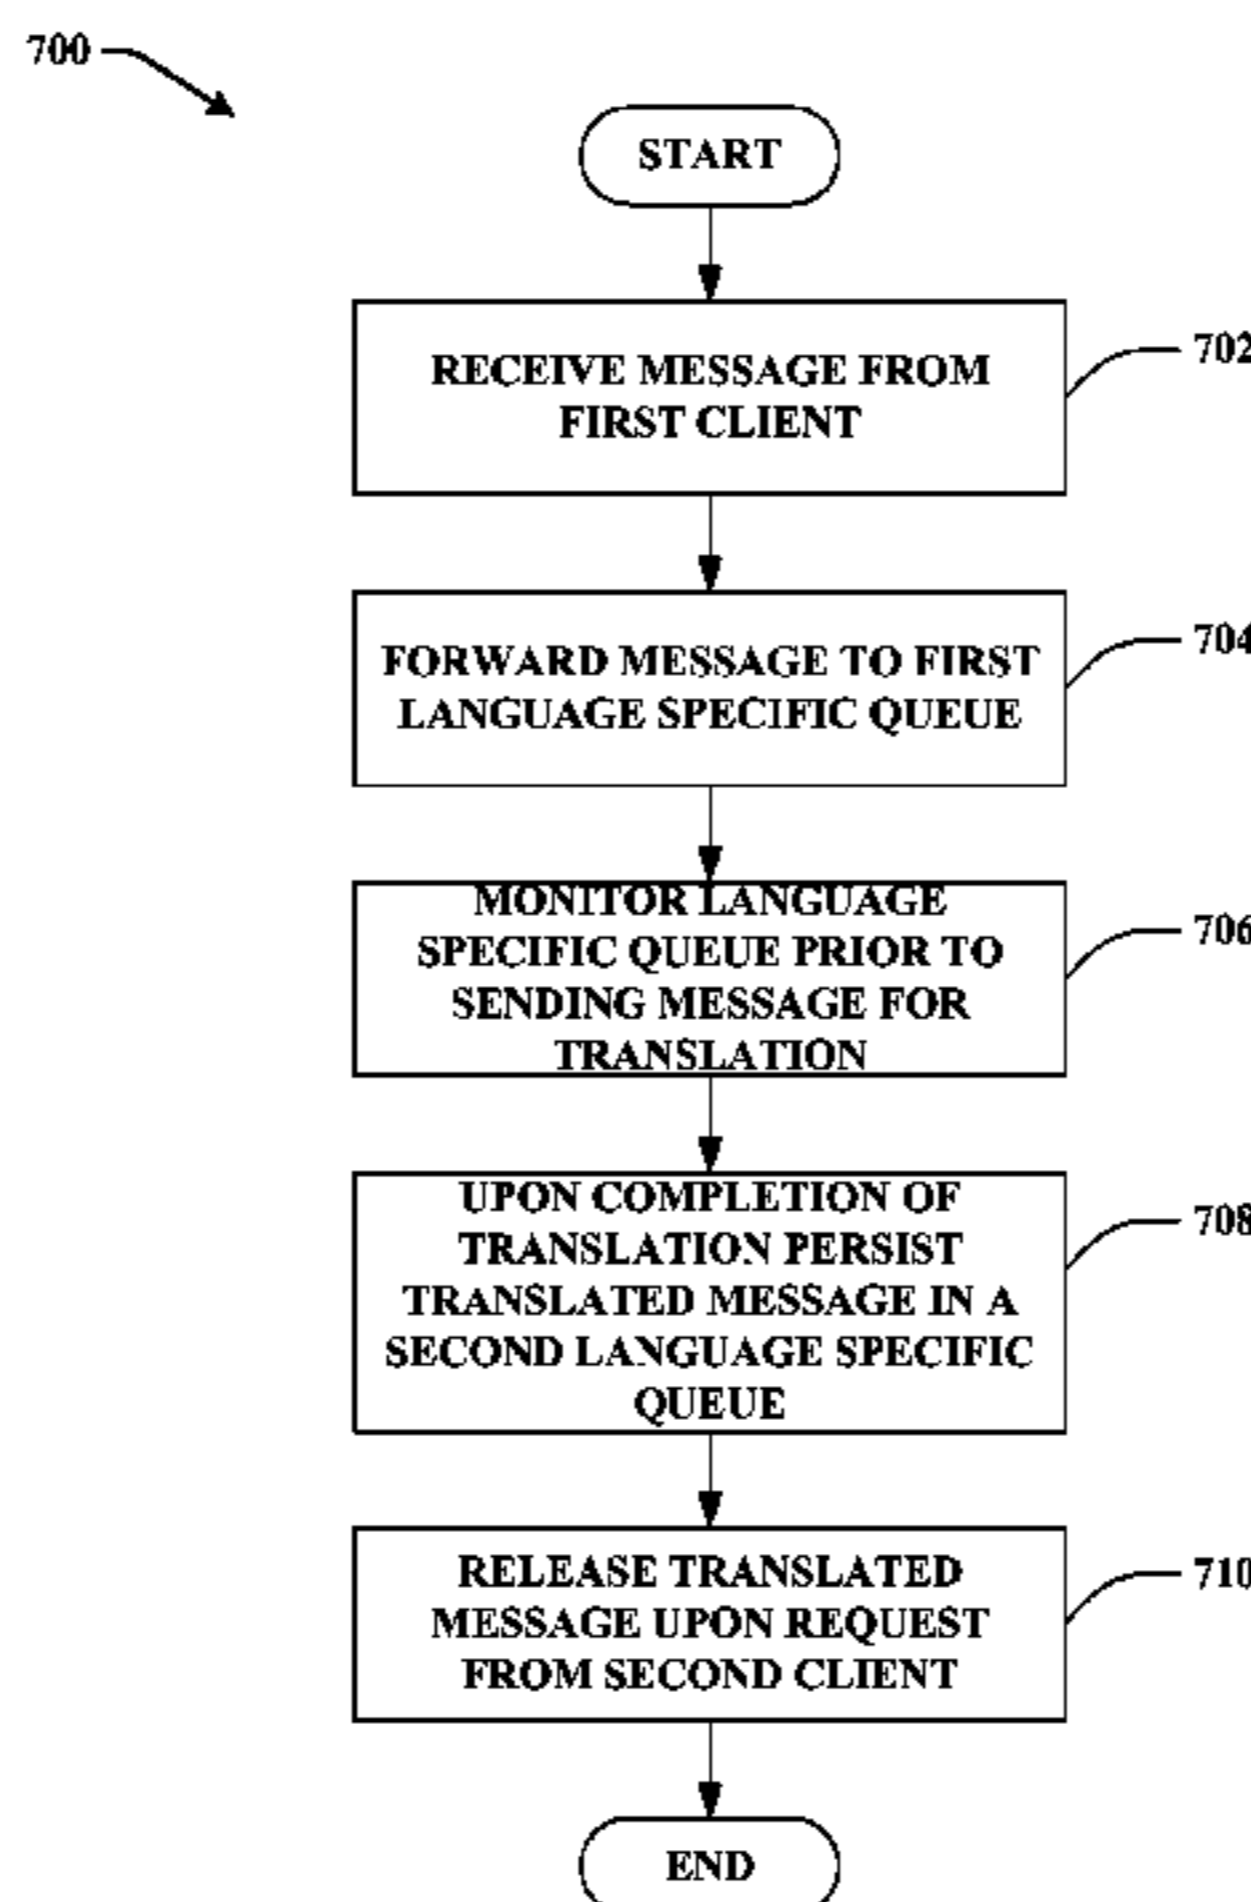 700
START
RECEIVE MESSAGE FROM
FIRST CLIENT
702
FORWARD MESSAGE TO FIRST
LANGUAGE SPECIFIC QUEUE
704
MONITOR LANGUAGE
SPECIFIC QUEUE PRIOR TO
SENDING MESSAGE FOR
TRANSLATION
706
UPON COMPLETION OF
TRANSLATION PERSIST
TRANSLATED MESSAGE IN A
SECOND LANGUAGE SPECIFIC
QUEUE
708
RELEASE TRANSLATED
MESSAGE UPON REQUEST
FROM SECOND CLIENT
710
END